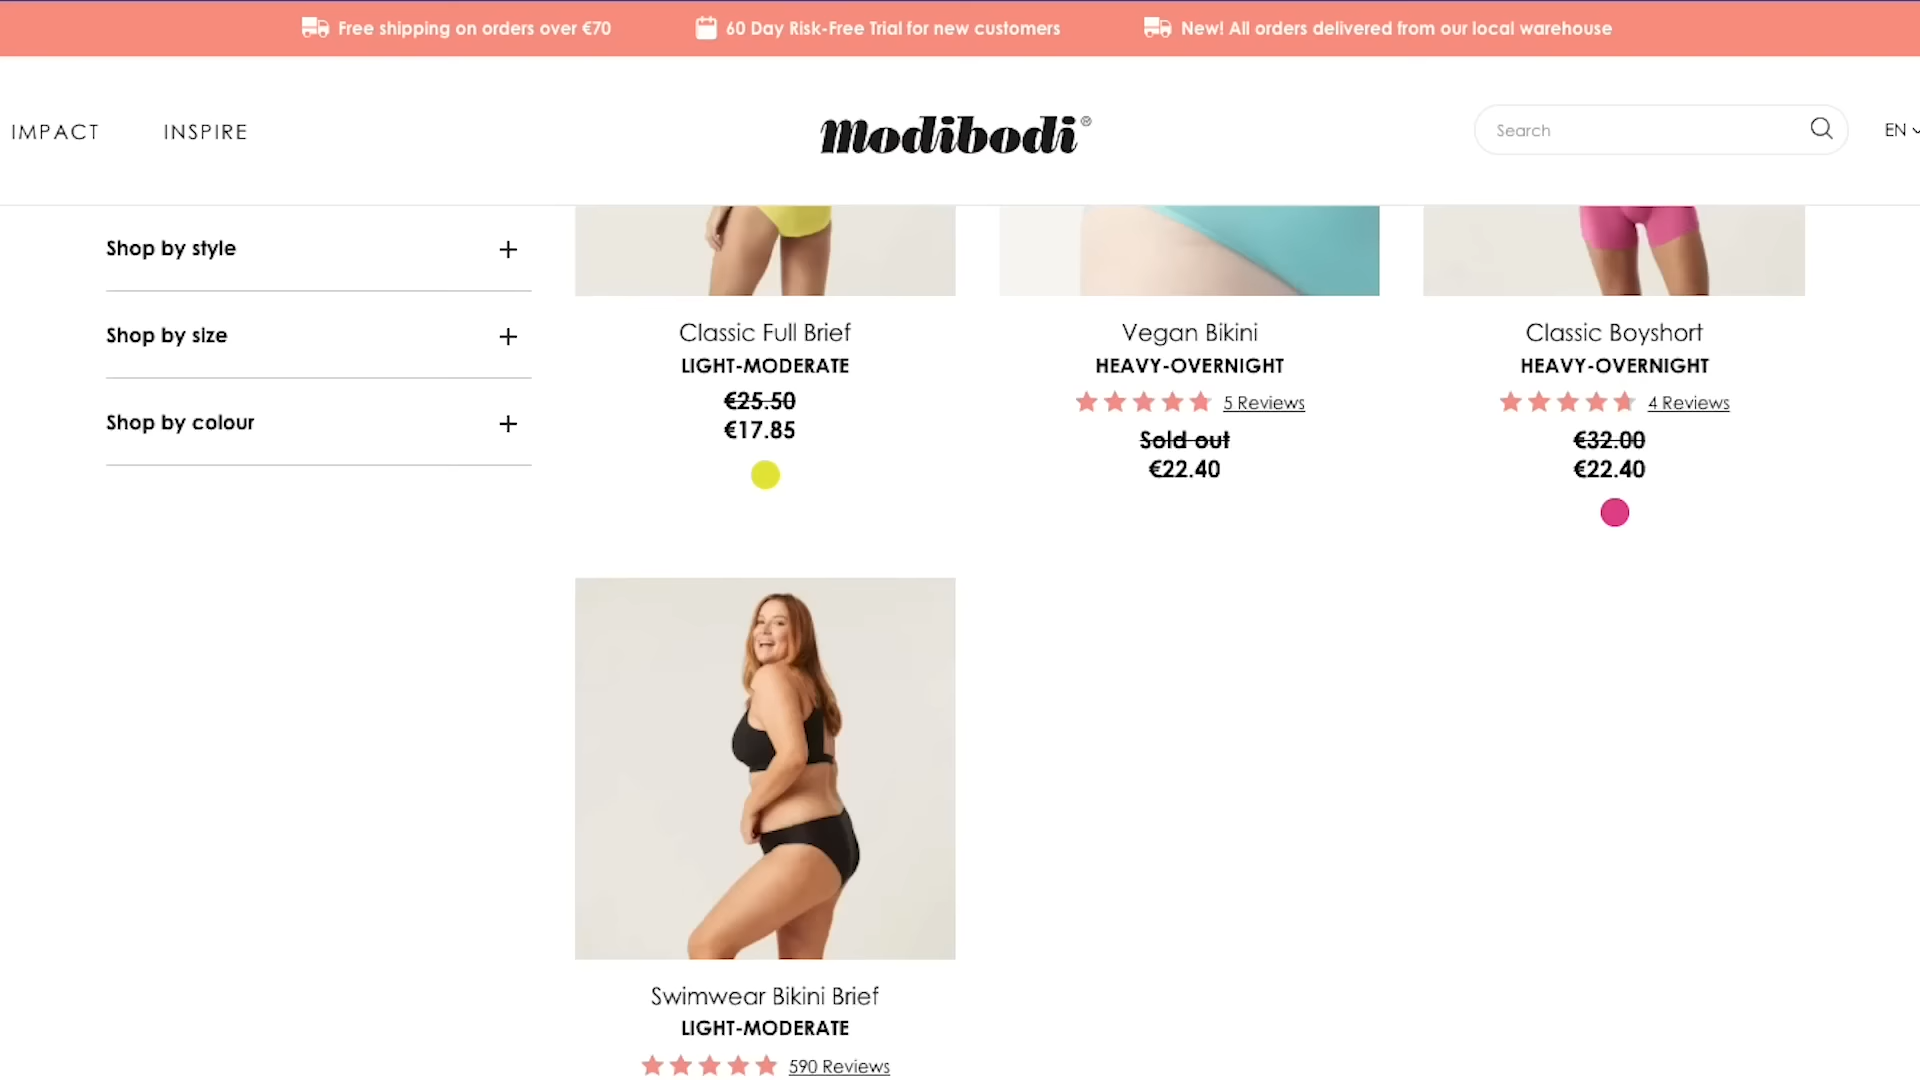 Free shipping on orders over €70
60 Day Risk-Free Trial for new customers
New! All orders delivered from our local warehouse
IMPACT
INSPIRE
modibodi®
Search
EN
Shop by style
Shop by size
Shop by colour
Classic Full Brief
LIGHT-MODERATE
€25.50
€17.85
Vegan Bikini
HEAVY-OVERNIGHT
5 Reviews
Sold out
€22.40
Classic Boyshort
HEAVY-OVERNIGHT
4 Reviews
€32.00
€22.40
Swimwear Bikini Brief
LIGHT-MODERATE
590 Reviews